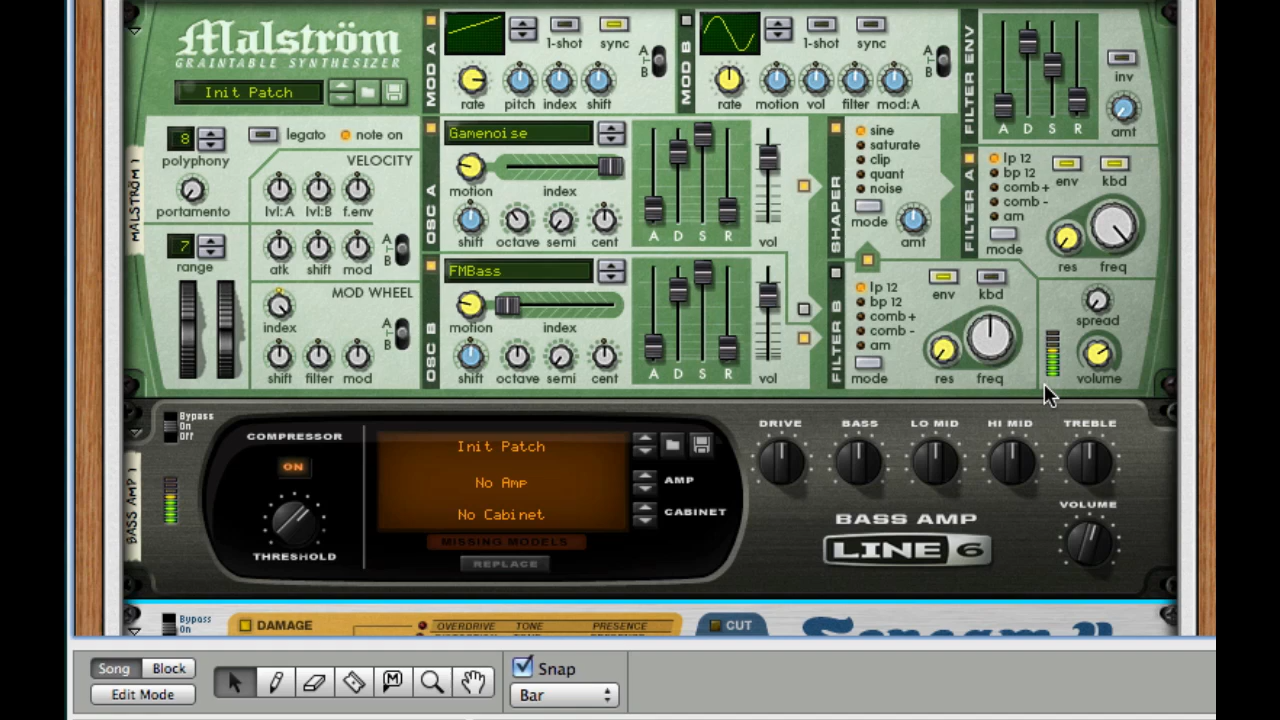 Malström
GRAINTABLE SYNTHESIZER
Init Patch
MOD A
1-shot
sync
A
B
rate
pitch
index
shift
MOD B
1-shot
sync
A
B
rate
motion
vol
filter
mod:A
FILTER ENV
A
D
S
R
inv
amt
MALSTRÖM 1
8
polyphony
legato
note on
portamento
VELOCITY
lvl:A
lvl:B
f.env
7
range
atk
shift
mod
A
B
MOD WHEEL
index
shift
filter
mod
A
B
OSC A
Gamenoise
motion
index
shift
octave
semi
cent
A
D
S
R
vol
OSC B
FMBass
motion
index
shift
octave
semi
cent
A
D
S
R
vol
SHAPER
sine
saturate
clip
quant
noise
mode
amt
FILTER A
lp 12
bp 12
comb +
comb -
am
mode
env
kbd
res
freq
FILTER B
lp 12
bp 12
comb +
comb -
am
mode
env
kbd
res
freq
spread
volume
Bypass
On
Off
BASS AMP 1
COMPRESSOR
ON
THRESHOLD
Init Patch
No Amp
No Cabinet
AMP
CABINET
MISSING MODELS
REPLACE
DRIVE
BASS
LO MID
HI MID
TREBLE
BASS AMP
LINE 6
VOLUME
Bypass
On
DAMAGE
OVERDRIVE
TONE
PRESENCE
CUT
Song
Block
Edit Mode
M
Snap
Bar